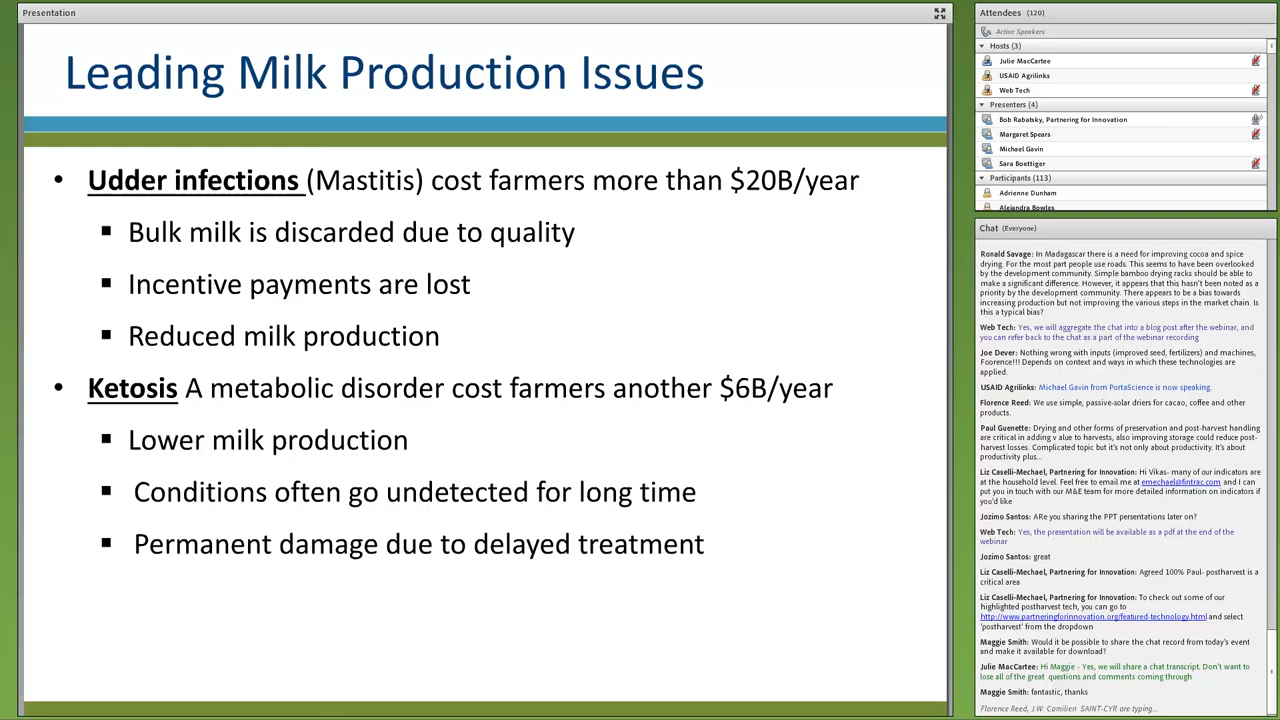 Presentation
Leading Milk Production Issues
• Udder infections (Mastitis) cost farmers more than $20B/year
▪ Bulk milk is discarded due to quality
▪ Incentive payments are lost
▪ Reduced milk production
• Ketosis A metabolic disorder cost farmers another $6B/year
▪ Lower milk production
▪ Conditions often go undetected for long time
▪ Permanent damage due to delayed treatment
Attendees (120)
Active Speakers
Hosts (3)
Julie MacCartee
USAID Agrilinks
Web Tech
Presenters (4)
Bob Rabatsky, Partnering for Innovation
Margaret Spears
Michael Gavin
Sara Boettiger
Participants (113)
Adrienne Dunham
Alejandra Bowles
Chat (Everyone)
Ronald Savage: In Madagascar there is a need for improving cocoa and spice
drying. For the most part people use roads. This seems to have been overlooked
by the development community. Simple bamboo drying racks should be able to
make a significant difference. However, it appears that this hasn't been noted as a
priority by the development community. There appears to be a bias towards
increasing production but not improving the various steps in the market chain. Is
this a typical bias?
Web Tech: Yes, we will aggregate the chat into a blog post after the webinar, and
you can refer back to the chat as a part of the webinar recording
Joe Dever: Nothing wrong with inputs (improved seed, fertilizers) and machines,
Foorence!!! Depends on context and ways in which these technologies are
applied.
USAID Agrilinks: Michael Gavin from PortaScience is now speaking.
Florence Reed: We use simple, passive-solar driers for cacao, coffee and other
products.
Paul Guenette: Drying and other forms of preservation and post-harvest handling
are critical in adding v alue to harvests, also improving storage could reduce post-
harvest losses. Complicated topic but it's not only about productivity. It's about
productivity plus...
Liz Caselli-Mechael, Partnering for Innovation: Hi Vikas- many of our indicators are
at the household level. Feel free to email me at emechael@fintrac.com and I can
put you in touch with our M&E team for more detailed information on indicators if
you'd like
Jozimo Santos: ARe you sharing the PPT persentations later on?
Web Tech: Yes, the presentation will be available as a pdf at the end of the
webinar
Jozimo Santos: great
Liz Caselli-Mechael, Partnering for Innovation: Agreed 100% Paul- postharvest is a
critical area
Liz Caselli-Mechael, Partnering for Innovation: To check out some of our
highlighted postharvest tech, you can go to
http://www.partneringforinnovation.org/featured-technology.html and select
'postharvest' from the dropdown
Maggie Smith: Would it be possible to share the chat record from today's event
and make it available for download?
Julie MacCartee: Hi Maggie - Yes, we will share a chat transcript. Don't want to
lose all of the great questions and comments coming through
Maggie Smith: fantastic, thanks
Florence Reed, J.W. Camilien SAINT-CYR are typing...